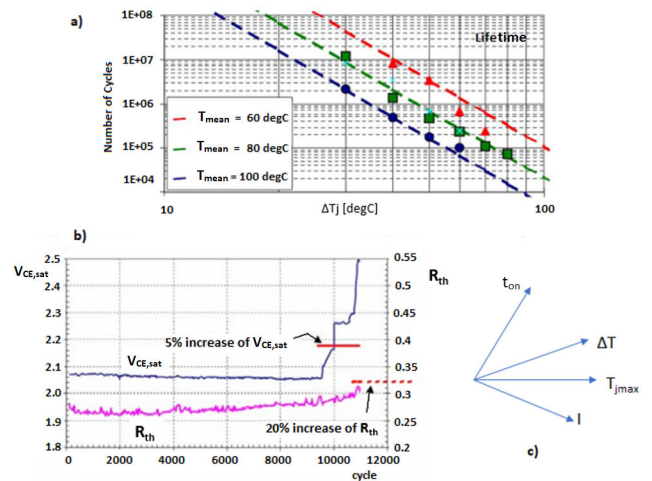 a)
1E+08
1E+07
1E+06
1E+05
1E+04
Number of Cycles
Lifetime
Tmean = 60 degC
Tmean = 80 degC
Tmean = 100 degC
10
ΔTj [degC]
100
b)
VCE,sat
2.5
2.4
2.3
2.2
2.1
2.0
1.9
1.8
0.55
0.5
0.45
0.4
0.35
0.3
0.25
0.2
Rth
5% increase of VCE,sat
VCE,sat
Rth
20% increase of Rth
0
2000
4000
6000
8000
10000
12000
cycle
ton
ΔT
Tjmax
I
c)